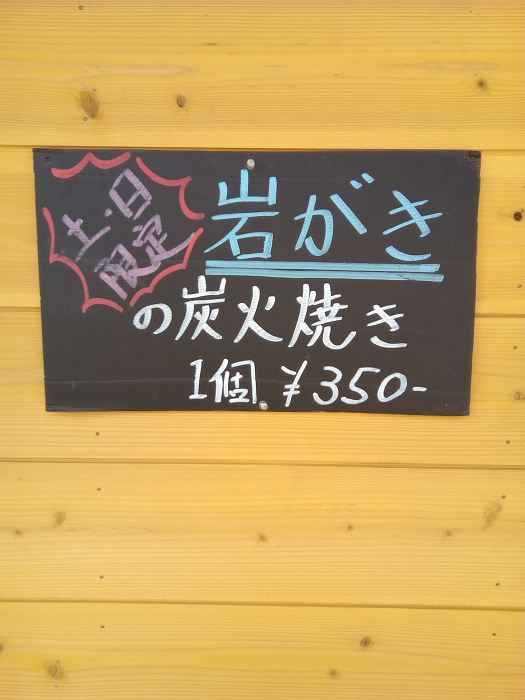 土・日
限定
岩がき
の炭火焼き
1個 ¥350-